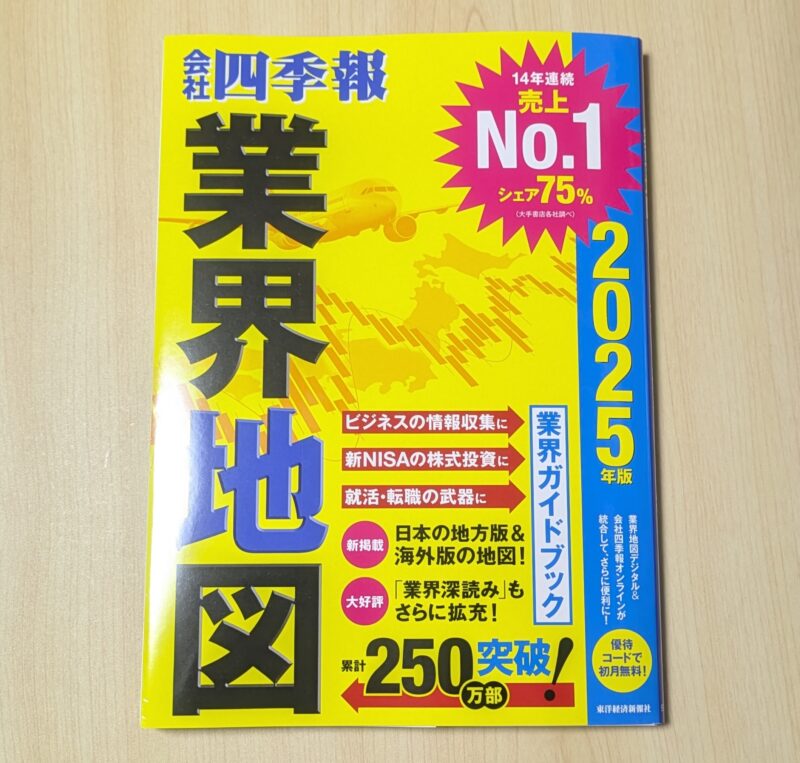 会社四季報
業界地図
14年連続
売上
No.1
シェア75%
(大手書店各社調べ)
2025年版
ビジネスの情報収集に
新NISAの株式投資に
就活・転職の武器に
業界ガイドブック
新掲載
日本の地方版&
海外版の地図!
大好評
「業界深読み」も
さらに拡充!
累計250万部突破!
業界地図デジタル&
会社四季報オンラインが
統合して、さらに便利に!
優待
コードで
初月無料!
東洋経済新報社